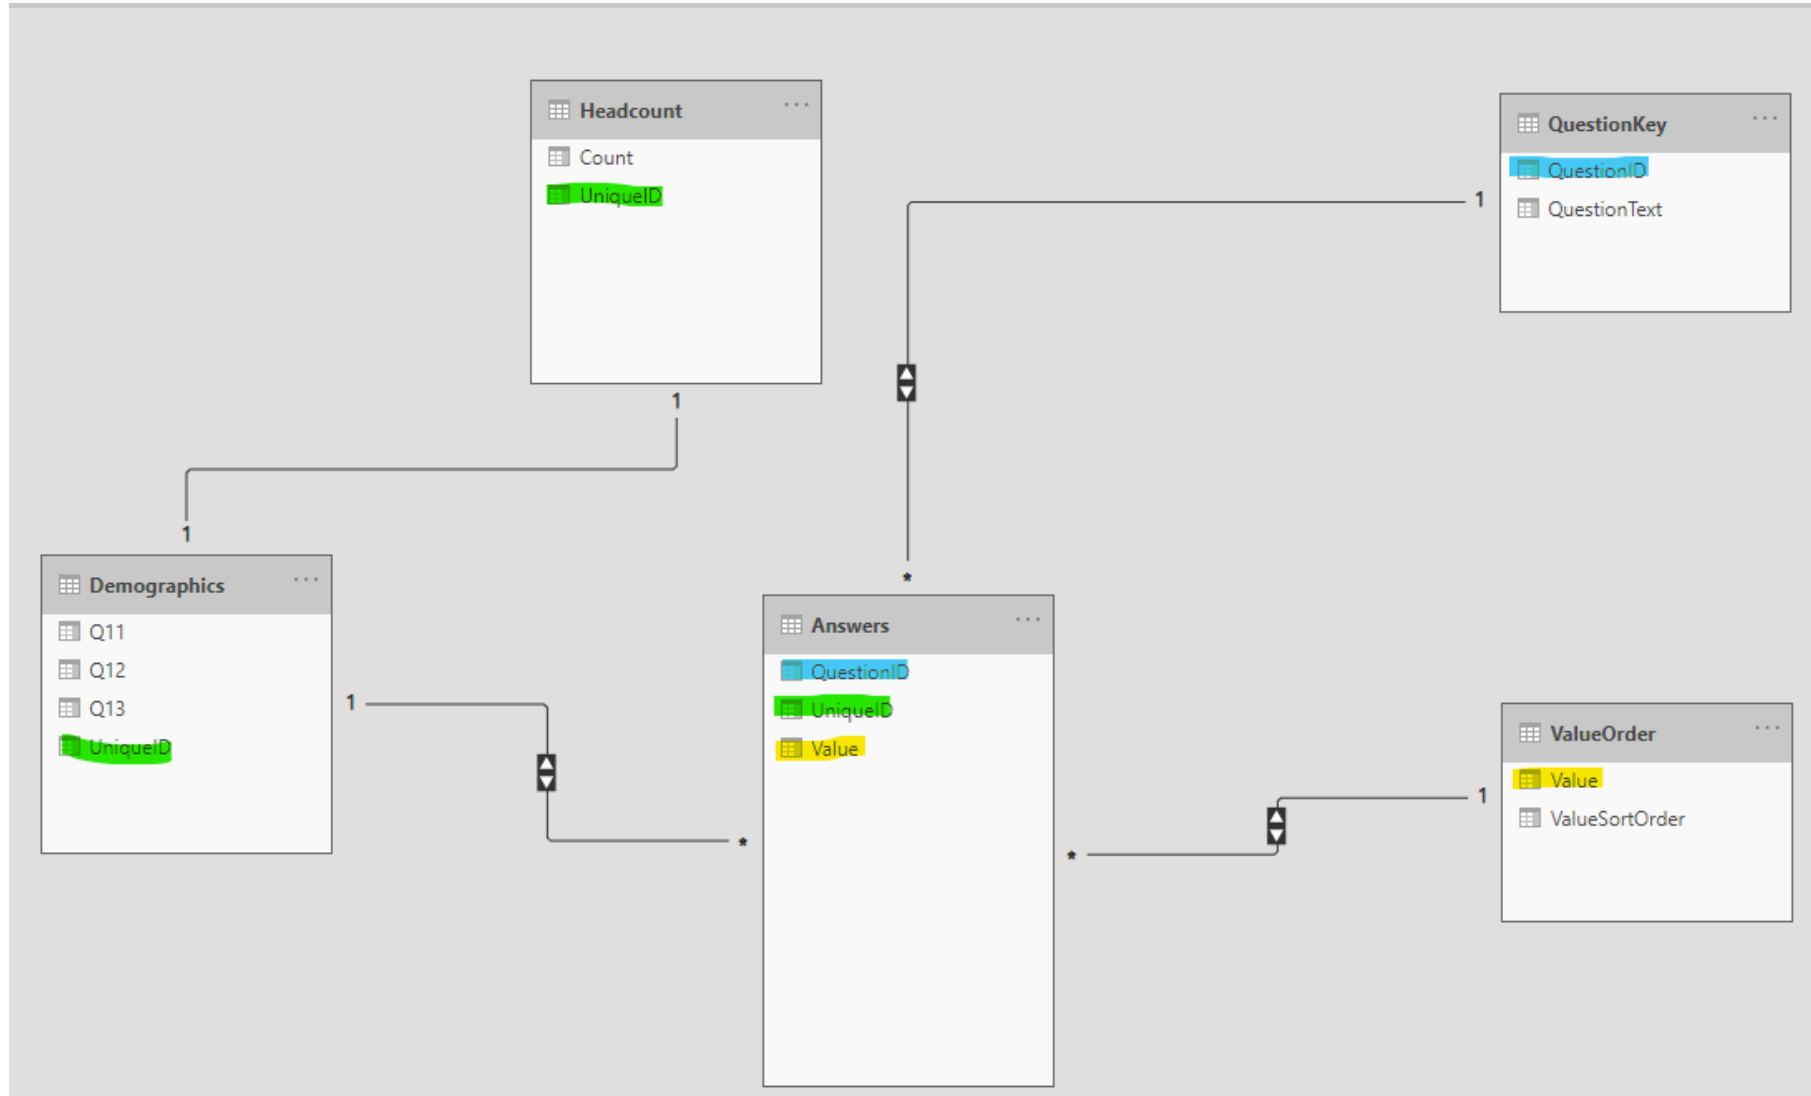 Headcount
Count
UniqueID
1
QuestionKey
QuestionID
QuestionText
1
1
Demographics
Q11
Q12
Q13
UniqueID
1
*
*
Answers
QuestionID
UniqueID
Value
*
1
ValueOrder
Value
ValueSortOrder